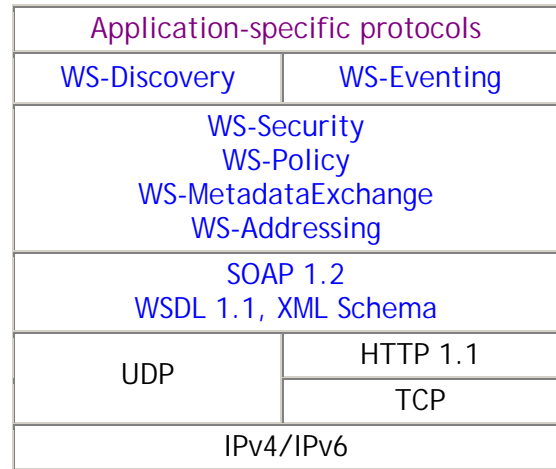 Application-specific protocols
WS-Discovery
WS-Eventing
WS-Security
WS-Policy
WS-MetadataExchange
WS-Addressing
SOAP 1.2
WSDL 1.1, XML Schema
UDP
HTTP 1.1
TCP
IPv4/IPv6